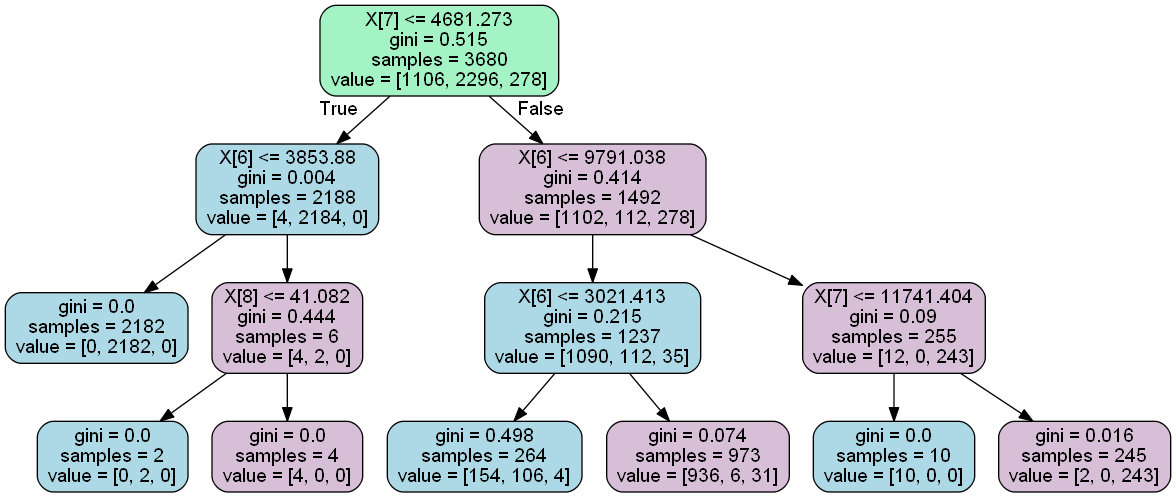 X[7] <= 4681.273
gini = 0.515
samples = 3680
value = [1106, 2296, 278]
True
False
X[6] <= 3853.88
gini = 0.004
samples = 2188
value = [4, 2184, 0]
X[6] <= 9791.038
gini = 0.414
samples = 1492
value = [1102, 112, 278]
gini = 0.0
samples = 2182
value = [0, 2182, 0]
X[8] <= 41.082
gini = 0.444
samples = 6
value = [4, 2, 0]
X[6] <= 3021.413
gini = 0.215
samples = 1237
value = [1090, 112, 35]
X[7] <= 11741.404
gini = 0.09
samples = 255
value = [12, 0, 243]
gini = 0.0
samples = 2
value = [0, 2, 0]
gini = 0.0
samples = 4
value = [4, 0, 0]
gini = 0.498
samples = 264
value = [154, 106, 4]
gini = 0.074
samples = 973
value = [936, 6, 31]
gini = 0.0
samples = 10
value = [10, 0, 0]
gini = 0.016
samples = 245
value = [2, 0, 243]